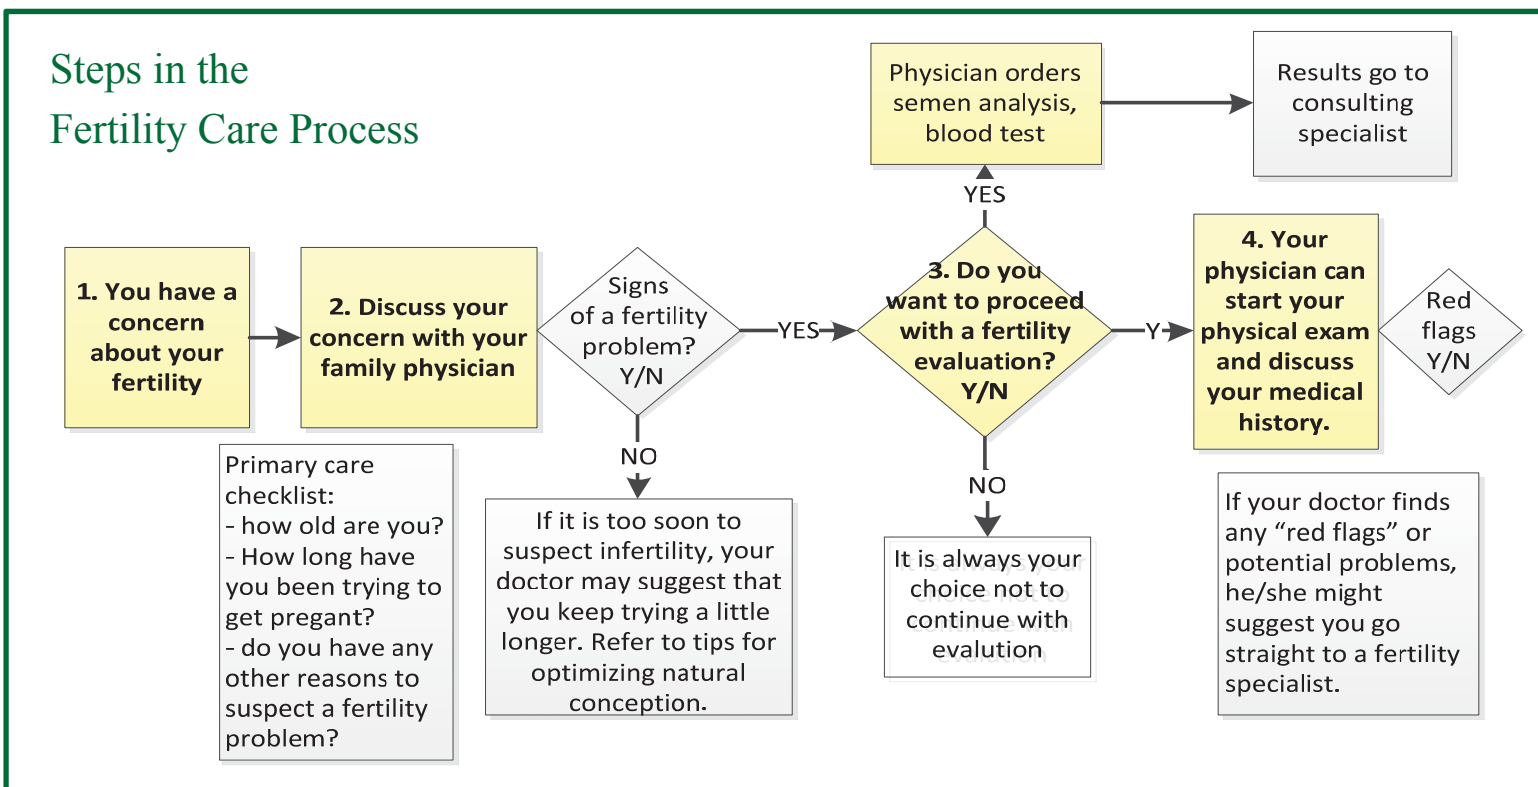 Steps in the
Fertility Care Process
Physician orders
semen analysis,
blood test
Results go to
consulting
specialist
YES
1. You have a
concern
about your
fertility
2. Discuss your
concern with your
family physician
Signs
of a fertility
problem?
Y/N
YES
3. Do you
want to proceed
with a fertility
evaluation?
Y/N
Y
4. Your
physician can
start your
physical exam
and discuss
your medical
history.
Red
flags
Y/N
NO
NO
Primary care
checklist:
- how old are you?
- How long have
you been trying to
get pregant?
- do you have any
other reasons to
suspect a fertility
problem?
If it is too soon to
suspect infertility, your
doctor may suggest that
you keep trying a little
longer. Refer to tips for
optimizing natural
conception.
It is always your
choice not to
continue with
evalution
If your doctor finds
any “red flags” or
potential problems,
he/she might
suggest you go
straight to a fertility
specialist.